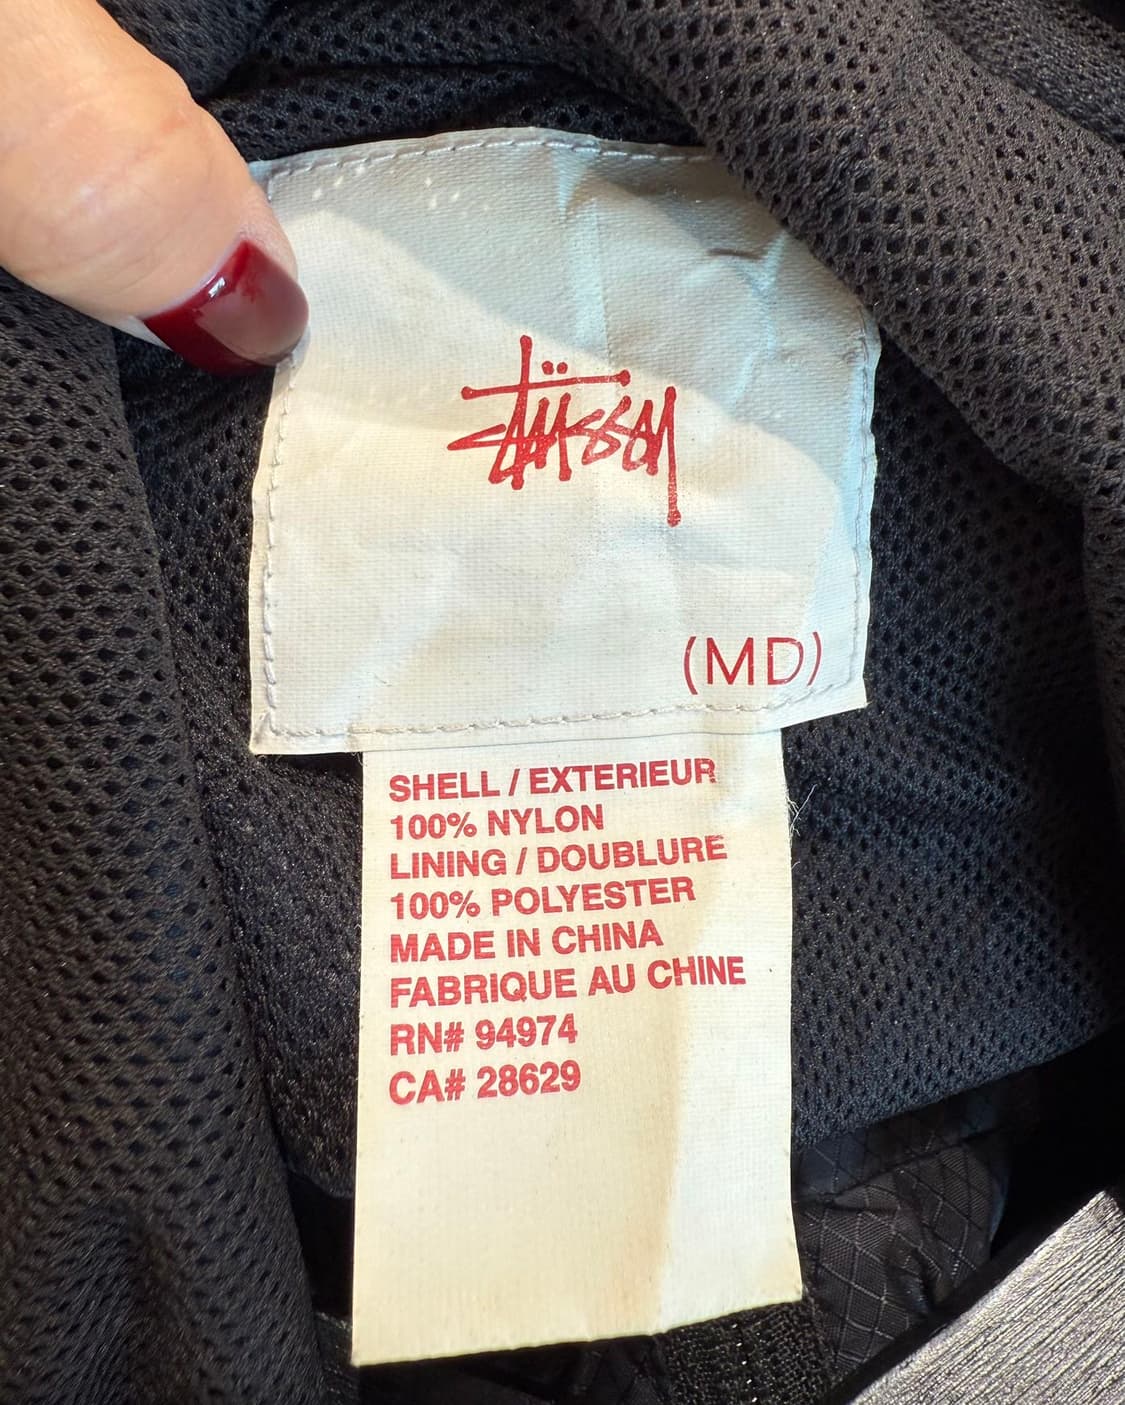 Stüssy
(MD)
SHELL / EXTERIEUR
100% NYLON
LINING / DOUBLURE
100% POLYESTER
MADE IN CHINA
FABRIQUE AU CHINE
RN# 94974
CA# 28629